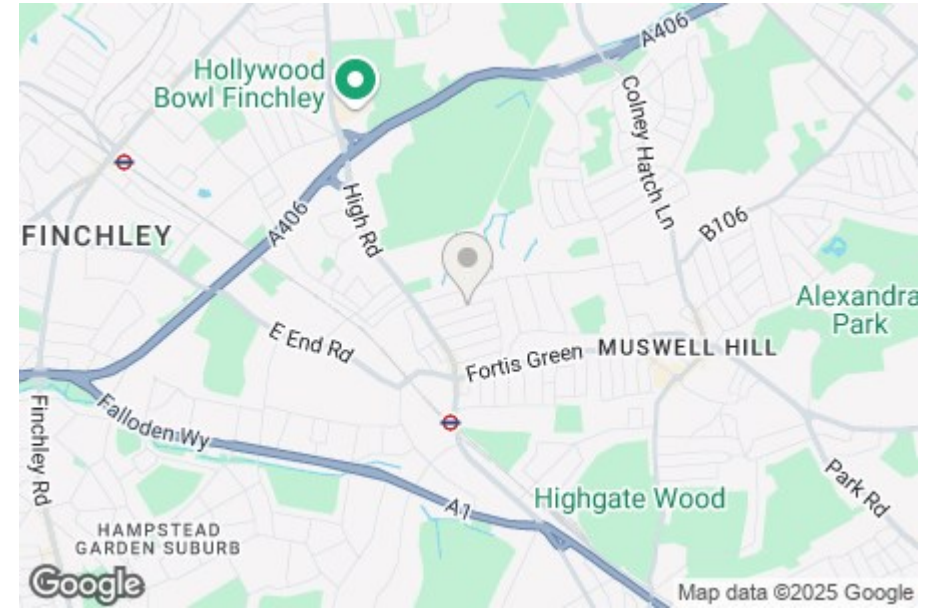 A406
Hollywood
Bowl Finchley
Colney Hatch Ln
High Rd
A406
B106
FINCHLEY
Alexandra
Park
E End Rd
Fortis Green
MUSWELL HILL
Finchley Rd
Falloden Wy
Park Rd
A1
Highgate Wood
HAMPSTEAD
GARDEN SUBURB
Google
Map data ©2025 Google